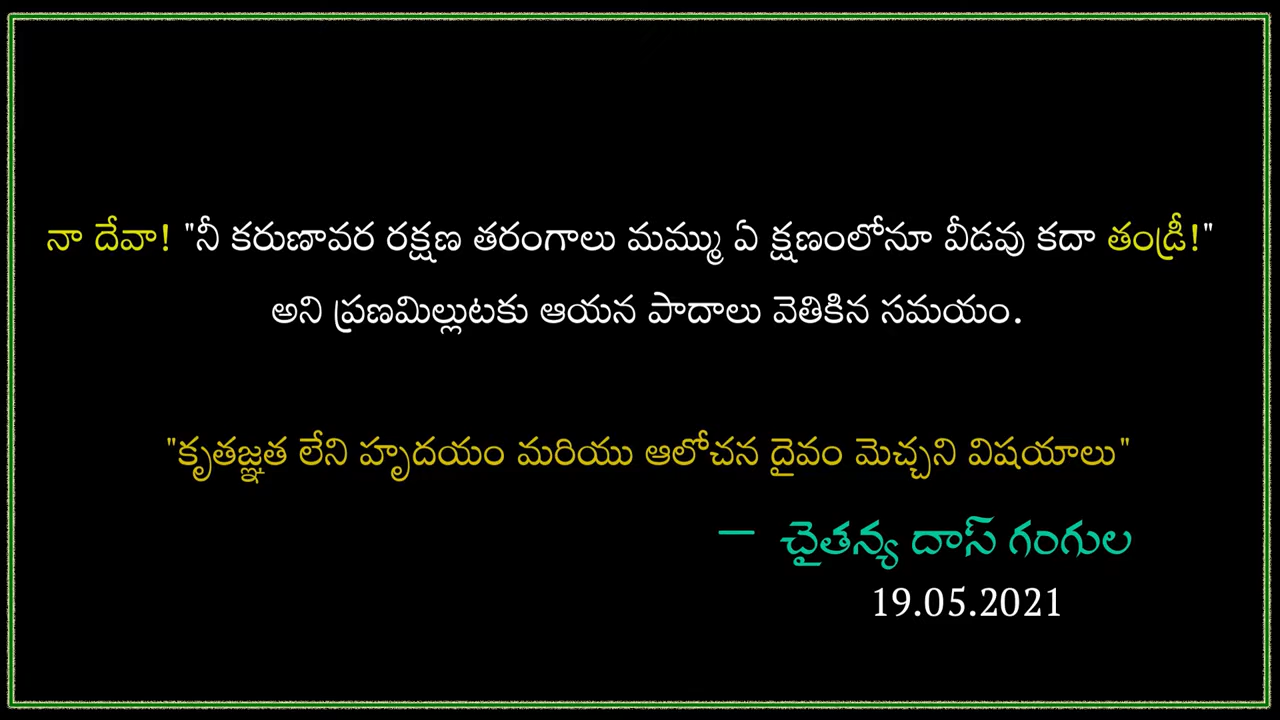 నా దేవా! "నీ కరుణావర రక్షణ తరంగాలు మమ్ము ఏ క్షణంలోనూ వీడవు కదా తండ్రీ!"
అని ప్రణమిల్లుటకు ఆయన పాదాలు వెతికిన సమయం.
"కృతజ్ఞత లేని హృదయం మరియు ఆలోచన దైవం మెచ్చని విషయాలు"
– చైతన్య దాస్ గంగుల
19.05.2021